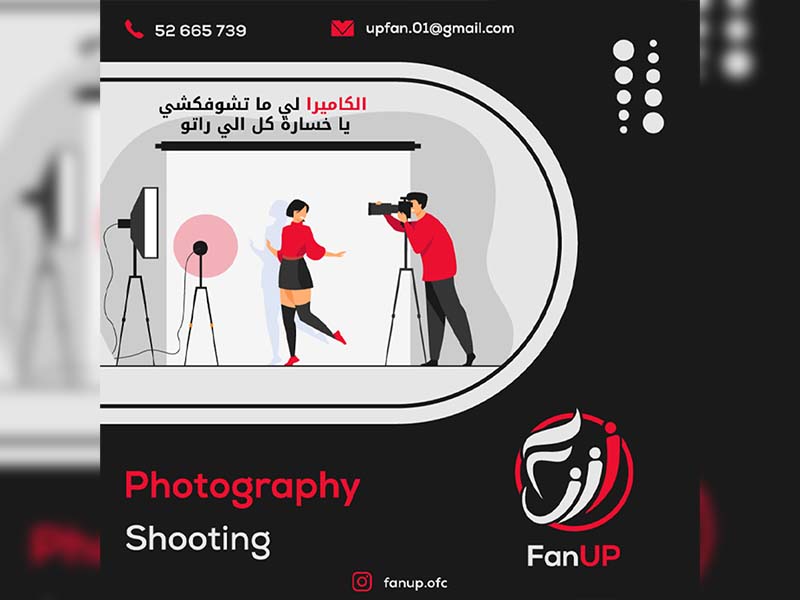 52 665 739
upfan.01@gmail.com
الكاميرا لي ما تشوفكشي
يا خسارة كل الي راتو
Photography
Shooting
FanUP
fanup.ofc